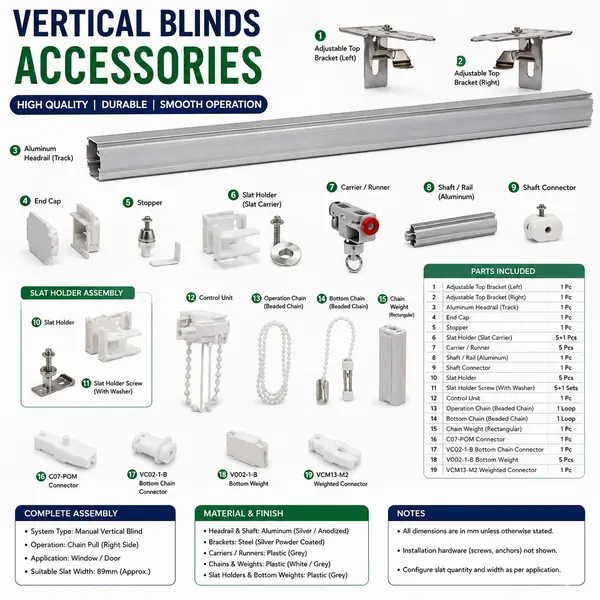 VERTICAL BLINDS
ACCESSORIES
HIGH QUALITY | DURABLE | SMOOTH OPERATION
1
Adjustable Top
Bracket (Left)
2
Adjustable Top
Bracket (Right)
3 Aluminum
Headrail (Track)
4 End Cap
5 Stopper
6 Slat Holder
(Slat Carrier)
7 Carrier / Runner
8 Shaft / Rail
(Aluminum)
9 Shaft Connector
SLAT HOLDER ASSEMBLY
10 Slat Holder
11 Slat Holder Screw
(With Washer)
12 Control Unit
13 Operation Chain
(Beaded Chain)
14 Bottom Chain
(Beaded Chain)
15 Chain
Weight
(Rectangular)
PARTS INCLUDED
1 Adjustable Top Bracket (Left) 1 Pc
2 Adjustable Top Bracket (Right) 1 Pc
3 Aluminum Headrail (Track) 1 Pc
4 End Cap 1 Pc
5 Stopper 1 Pc
6 Slat Holder (Slat Carrier) 5+1 Pcs
7 Carrier / Runner 5 Pcs
8 Shaft / Rail (Aluminum) 1 Pc
9 Shaft Connector 1 Pc
10 Slat Holder 5 Pcs
11 Slat Holder Screw (With Washer) 5+1 Sets
12 Control Unit 1 Pc
13 Operation Chain (Beaded Chain) 1 Loop
14 Bottom Chain (Beaded Chain) 1 Loop
15 Chain Weight (Rectangular) 1 Pc
16 C07-POM Connector 1 Pc
17 VC02-1-B Bottom Chain Connector 1 Pc
18 V002-1-B Bottom Weight 5 Pcs
19 VCM13-M2 Weighted Connector 1 Pc
16 C07-POM
Connector
17 VC02-1-B
Bottom Chain
Connector
18 V002-1-B
Bottom Weight
19 VCM13-M2
Weighted Connector
COMPLETE ASSEMBLY
• System Type: Manual Vertical Blind
• Operation: Chain Pull (Right Side)
• Application: Window / Door
• Suitable Slat Width: 89mm (Approx.)
MATERIAL & FINISH
• Headrail & Shaft: Aluminum (Silver / Anodized)
• Brackets: Steel (Silver Powder Coated)
• Carriers / Runners: Plastic (Grey)
• Chains & Weights: Plastic (White / Grey)
• Slat Holders & Bottom Weights: Plastic (Grey)
NOTES
• All dimensions are in mm unless otherwise stated.
• Installation hardware (screws, anchors) not shown.
• Configure slat quantity and width as per application.